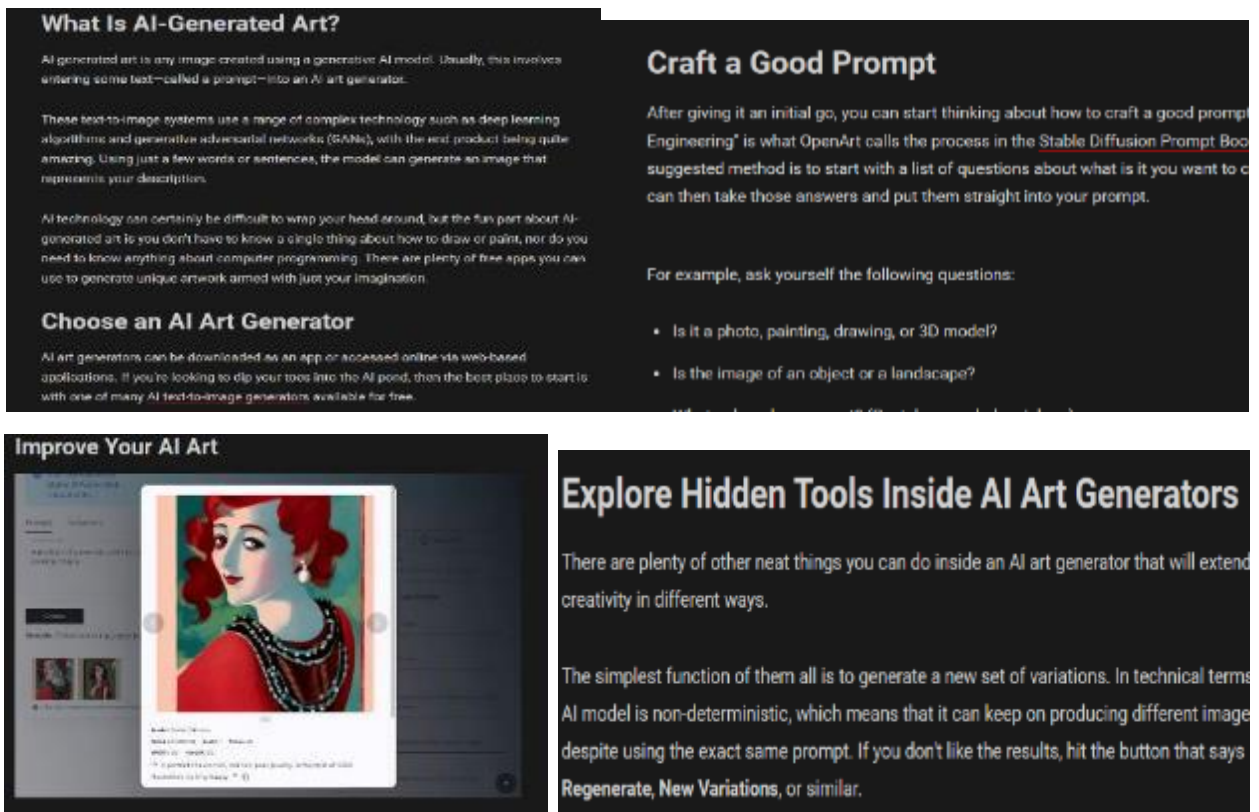 What Is AI-Generated Art?
AI generated art is any image created using a generative AI model. Usually, this involves
entering some text—called a prompt—into an AI art generator.
These text-to-image systems use a range of complex technology such as deep learning
algorithms and generative adversarial networks (GANs), with the end product being quite
amazing. Using just a few words or sentences, the model can generate an image that
represents your description.
AI technology can certainly be difficult to wrap your head around, but the fun part about AI-
generated art is you don't have to know a single thing about how to draw or paint, nor do you
need to know anything about computer programming. There are plenty of free apps you can
use to generate unique artwork armed with just your imagination.
Choose an AI Art Generator
AI art generators can be downloaded as an app or accessed online via web-based
applications. If you're looking to dip your toes into the AI pond, then the best place to start is
with one of many AI text-to-image generators available for free.
Craft a Good Prompt
After giving it an initial go, you can start thinking about how to craft a good prompt
Engineering" is what OpenArt calls the process in the Stable Diffusion Prompt Boo
suggested method is to start with a list of questions about what is it you want to c
can then take those answers and put them straight into your prompt.
For example, ask yourself the following questions:
• Is it a photo, painting, drawing, or 3D model?
• Is the image of an object or a landscape?
Improve Your AI Art
Explore Hidden Tools Inside AI Art Generators
There are plenty of other neat things you can do inside an AI art generator that will extend
creativity in different ways.
The simplest function of them all is to generate a new set of variations. In technical terms
AI model is non-deterministic, which means that it can keep on producing different image
despite using the exact same prompt. If you don't like the results, hit the button that says
Regenerate, New Variations, or similar.